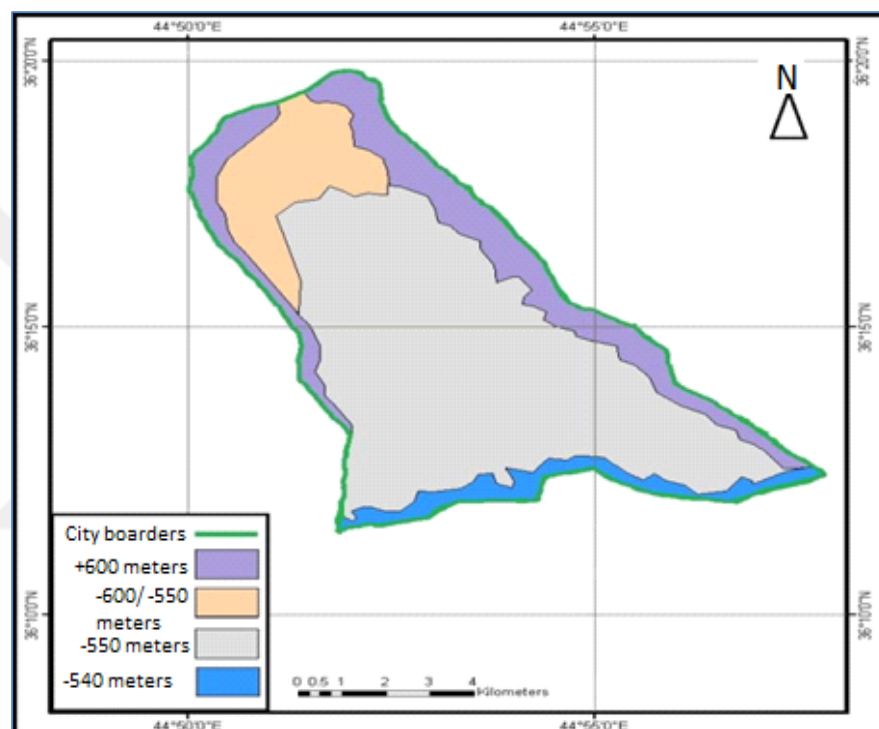 44°50'0"E 44°55'0"E
36°20'0"N 36°20'0"N
N
36°15'0"N 36°15'0"N
City boarders
+600 meters
-600/ -550
meters
-550 meters
-540 meters
36°10'0"N 36°10'0"N
0 0.5 1 2 3 4
Kilometers
44°50'0"E 44°55'0"E